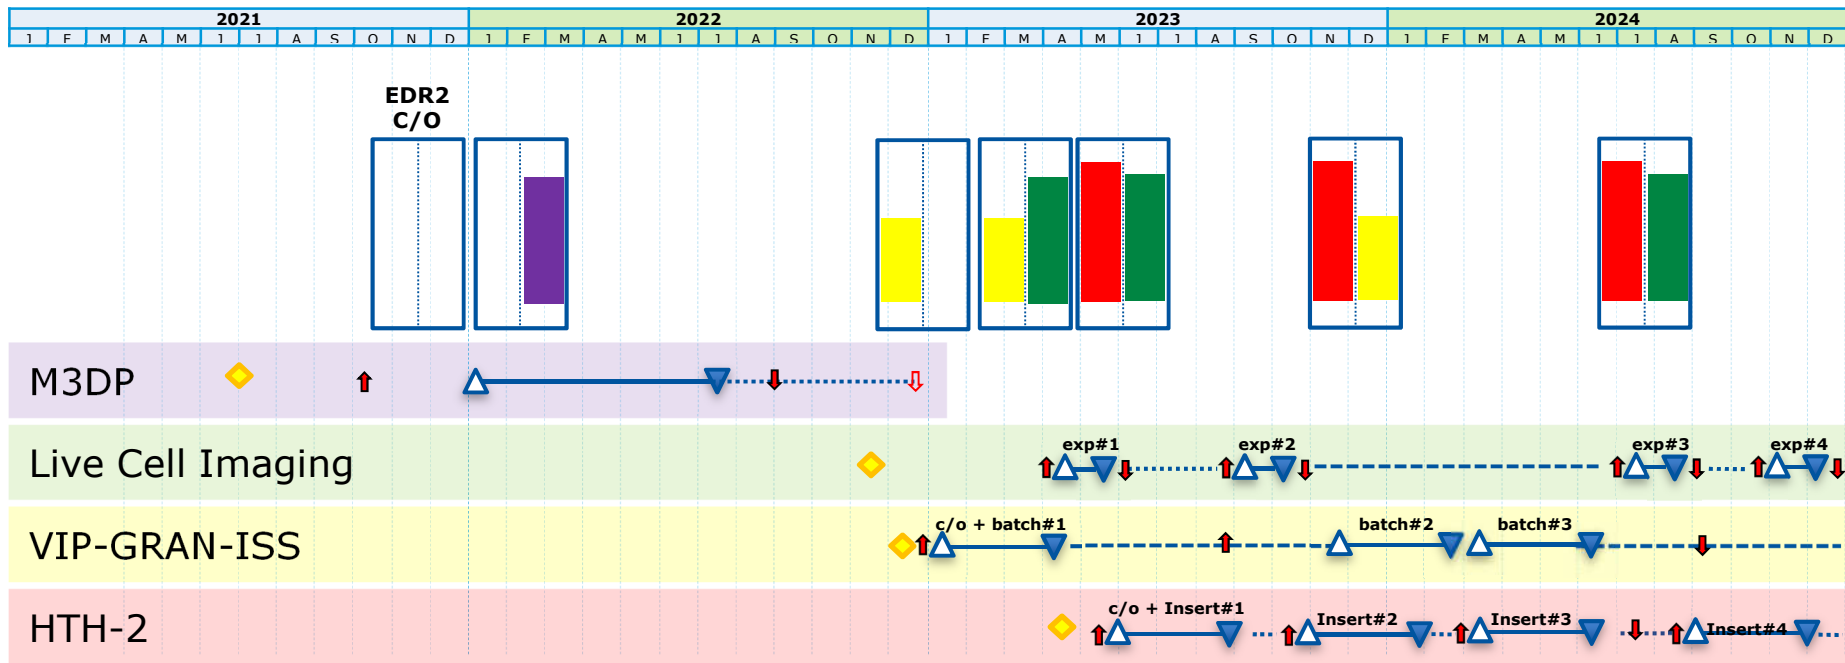 2021 2022 2023 2024
J F M A M J J A S O N D J F M A M J J A S O N D J F M A M J J A S O N D J F M A M J J A S O N D
EDR2
C/O
M3DP
Live Cell Imaging
exp#1 exp#2 exp#3 exp#4
VIP-GRAN-ISS
c/o + batch#1 batch#2 batch#3
HTH-2
c/o + Insert#1 Insert#2 Insert#3 Insert#4